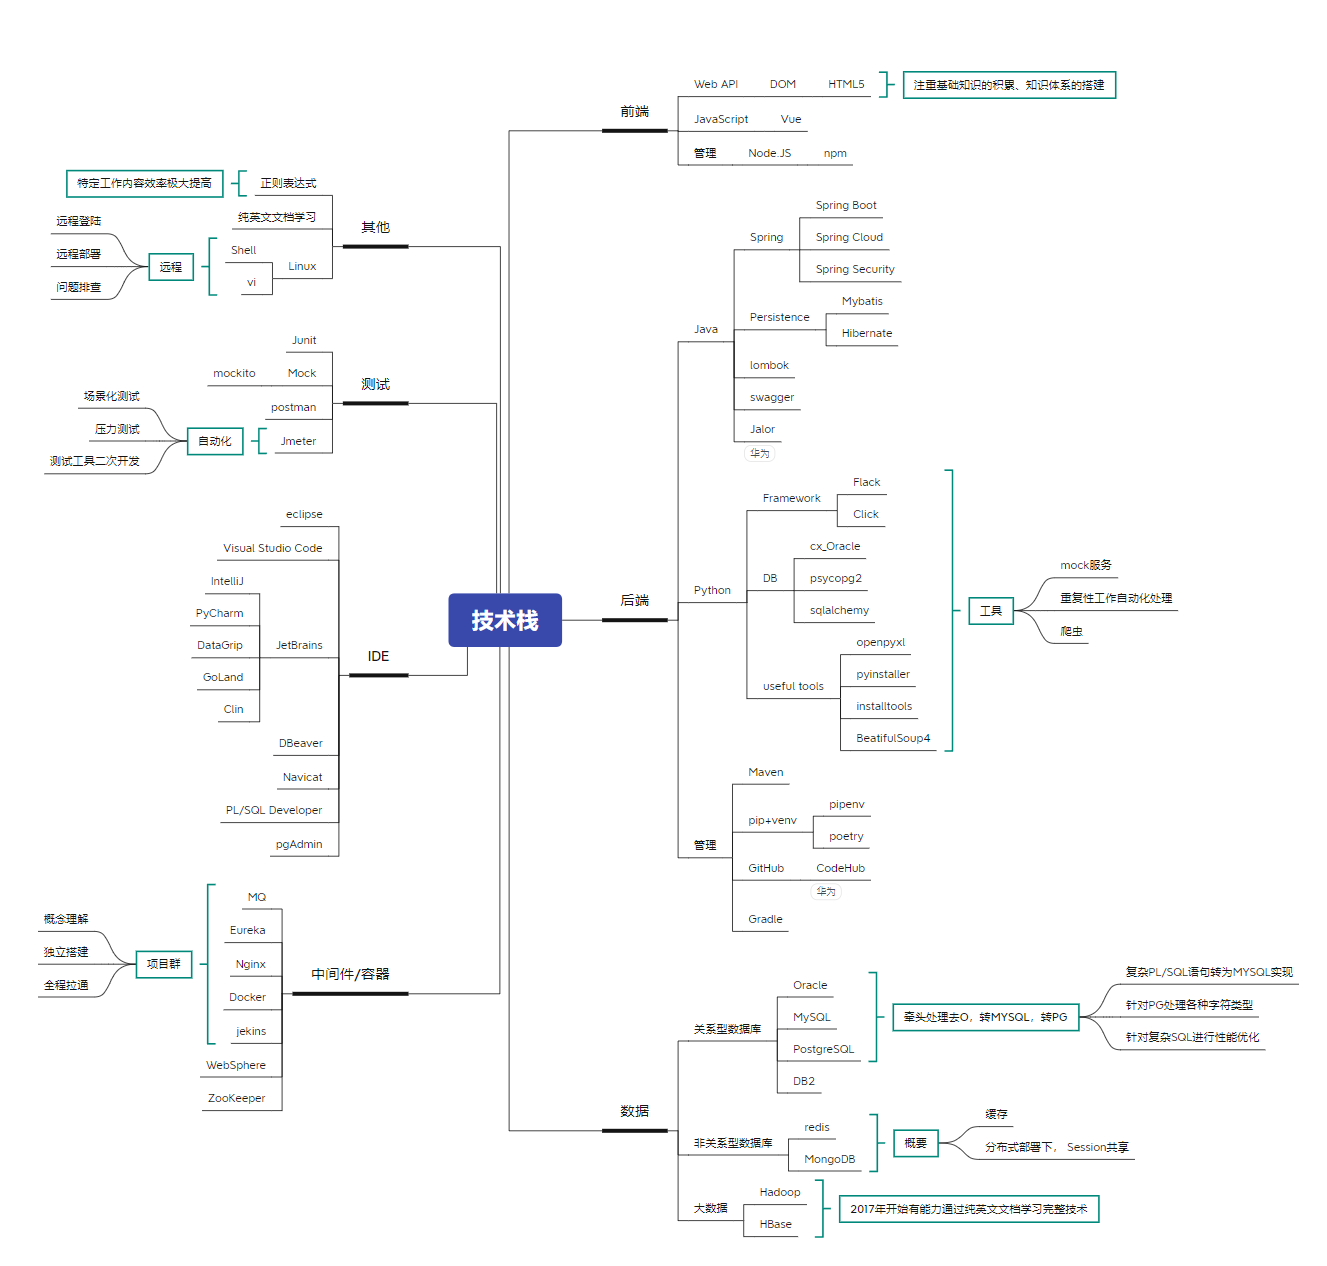 技术栈
前端
Web API
DOM
HTML5
注重基础知识的积累、知识体系的搭建
JavaScript
Vue
管理
Node.JS
npm
后端
Java
Spring
Spring Boot
Spring Cloud
Spring Security
Persistence
Mybatis
Hibernate
lombok
swagger
Jalor
华为
Python
Framework
Flack
Click
DB
cx_Oracle
psycopg2
sqlalchemy
useful tools
openpyxl
pyinstaller
installtools
BeatifulSoup4
工具
mock服务
重复性工作自动化处理
爬虫
管理
Maven
pip+venv
pipenv
poetry
GitHub
CodeHub
华为
Gradle
数据
关系型数据库
Oracle
MySQL
PostgreSQL
DB2
牵头处理去O，转MYSQL，转PG
复杂PL/SQL语句转为MYSQL实现
针对PG处理各种字符类型
针对复杂SQL进行性能优化
非关系型数据库
redis
MongoDB
概要
缓存
分布式部署下， Session共享
大数据
Hadoop
HBase
2017年开始有能力通过纯英文文档学习完整技术
其他
正则表达式
特定工作内容效率极大提高
纯英文文档学习
Linux
Shell
vi
远程
远程登陆
远程部署
问题排查
测试
Junit
Mock
mockito
postman
Jmeter
自动化
场景化测试
压力测试
测试工具二次开发
IDE
eclipse
Visual Studio Code
JetBrains
IntelliJ
PyCharm
DataGrip
GoLand
Clin
DBeaver
Navicat
PL/SQL Developer
pgAdmin
中间件/容器
MQ
Eureka
Nginx
Docker
jekins
WebSphere
ZooKeeper
项目群
概念理解
独立搭建
全程拉通